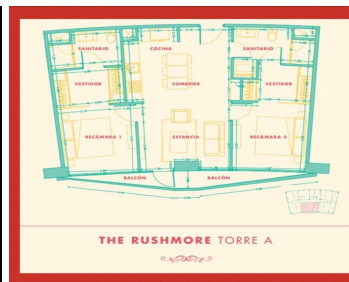 SANITARIO COCINA SANITARIO
VESTIDOR COMEDOR VESTIDOR
RECÁMARA 1 ESTANCIA RECÁMARA 2
BALCÓN BALCÓN
THE RUSHMORE TORRE A